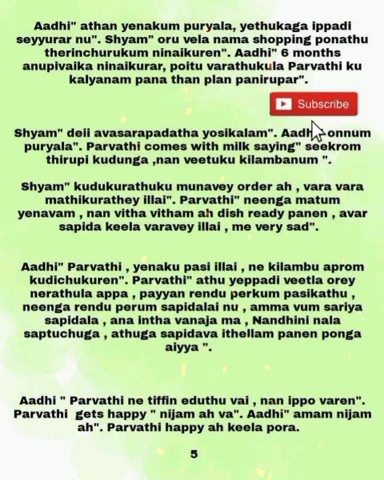 Aadhi" athan yenakum puryala, yethukaga ippadi
seyyurar nu". Shyam" oru vela nama shopping ponathu
therinchurukum ninaikuren". Aadhi" 6 months
anupivaika ninaikurar, poitu varathukula Parvathi ku
kalyanam pana than plan panirupar".
Subscribe
Shyam" deii avasarapadatha yosikalam". Aadhi" onnum
puryala". Parvathi comes with milk saying" seekrom
thirupi kudunga ,nan veetuku kilambanum ".
Shyam" kudukurathuku munavey order ah , vara vara
mathikurathey illai". Parvathi" neenga matum
yenavam , nan vitha vitham ah dish ready panen , avar
sapida keela varavey illai , me very sad".
Aadhi" Parvathi , yenaku pasi illai , ne kilambu aprom
kudichukuren". Parvathi" athu yeppadi veetla orey
nerathula appa , payyan rendu perkum pasikathu ,
neenga rendu perum sapidalai nu , amma vum sariya
sapidala , ana intha vanaja ma , Nandhini nala
saptuchuga , athuga sapidava ithellam panen ponga
aiyya ".
Aadhi " Parvathi ne tiffin eduthu vai , nan ippo varen".
Parvathi  gets happy " nijam ah va". Aadhi" amam nijam
ah". Parvathi happy ah keela pora.
5